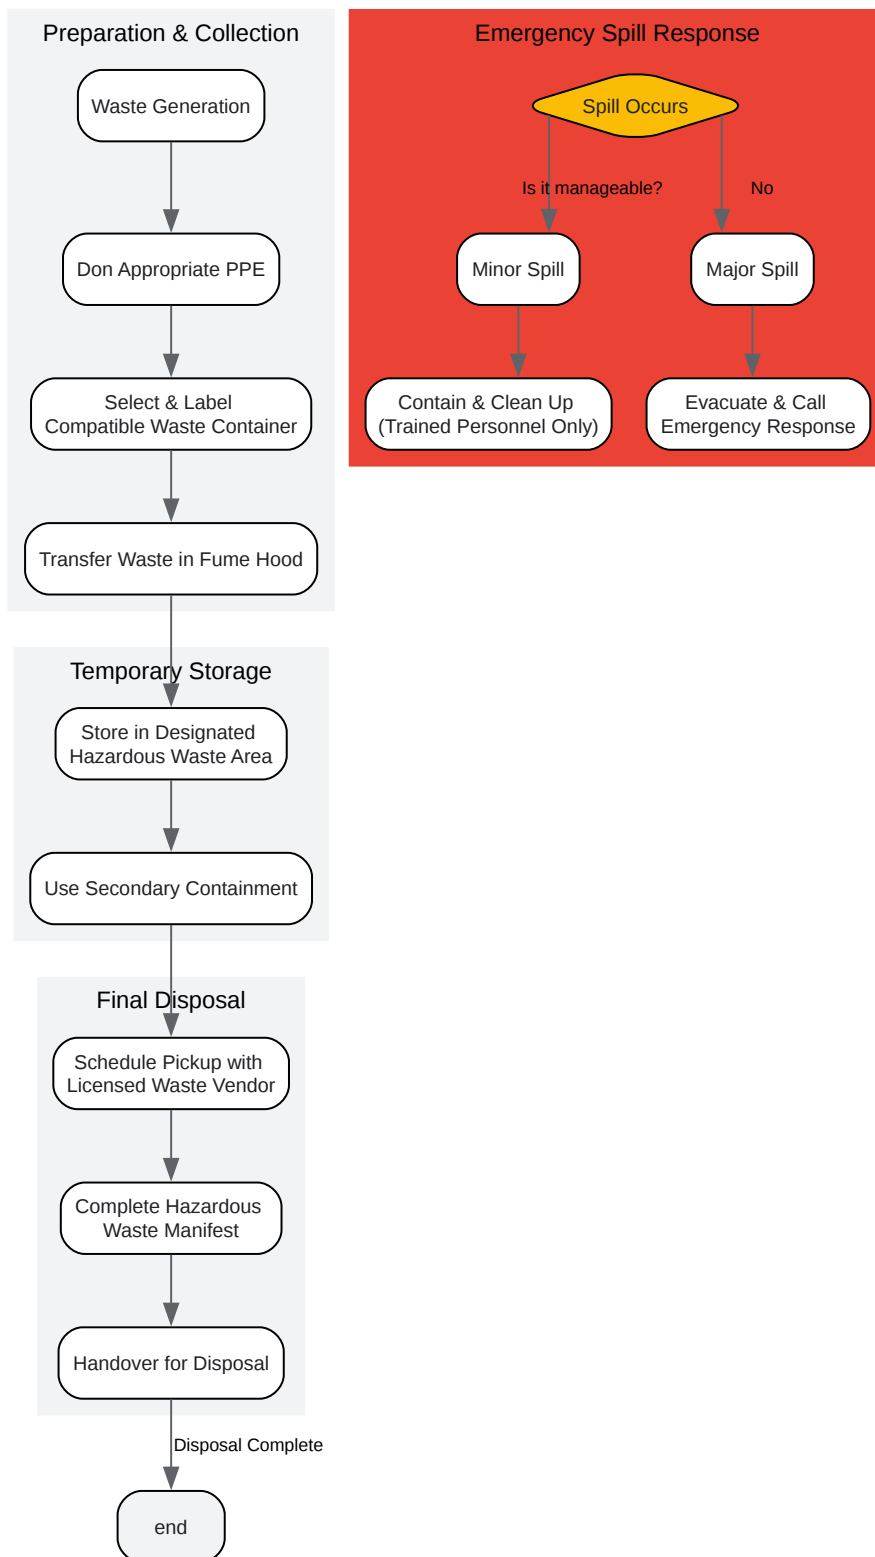 Preparation & Collection
Waste Generation
Don Appropriate PPE
Select & Label
Compatible Waste Container
Transfer Waste in Fume Hood
Temporary Storage
Store in Designated
Hazardous Waste Area
Use Secondary Containment
Final Disposal
Schedule Pickup with
Licensed Waste Vendor
Complete Hazardous
Waste Manifest
Handover for Disposal
Disposal Complete
end
Emergency Spill Response
Spill Occurs
Is it manageable?
No
Minor Spill
Major Spill
Contain & Clean Up
(Trained Personnel Only)
Evacuate & Call
Emergency Response